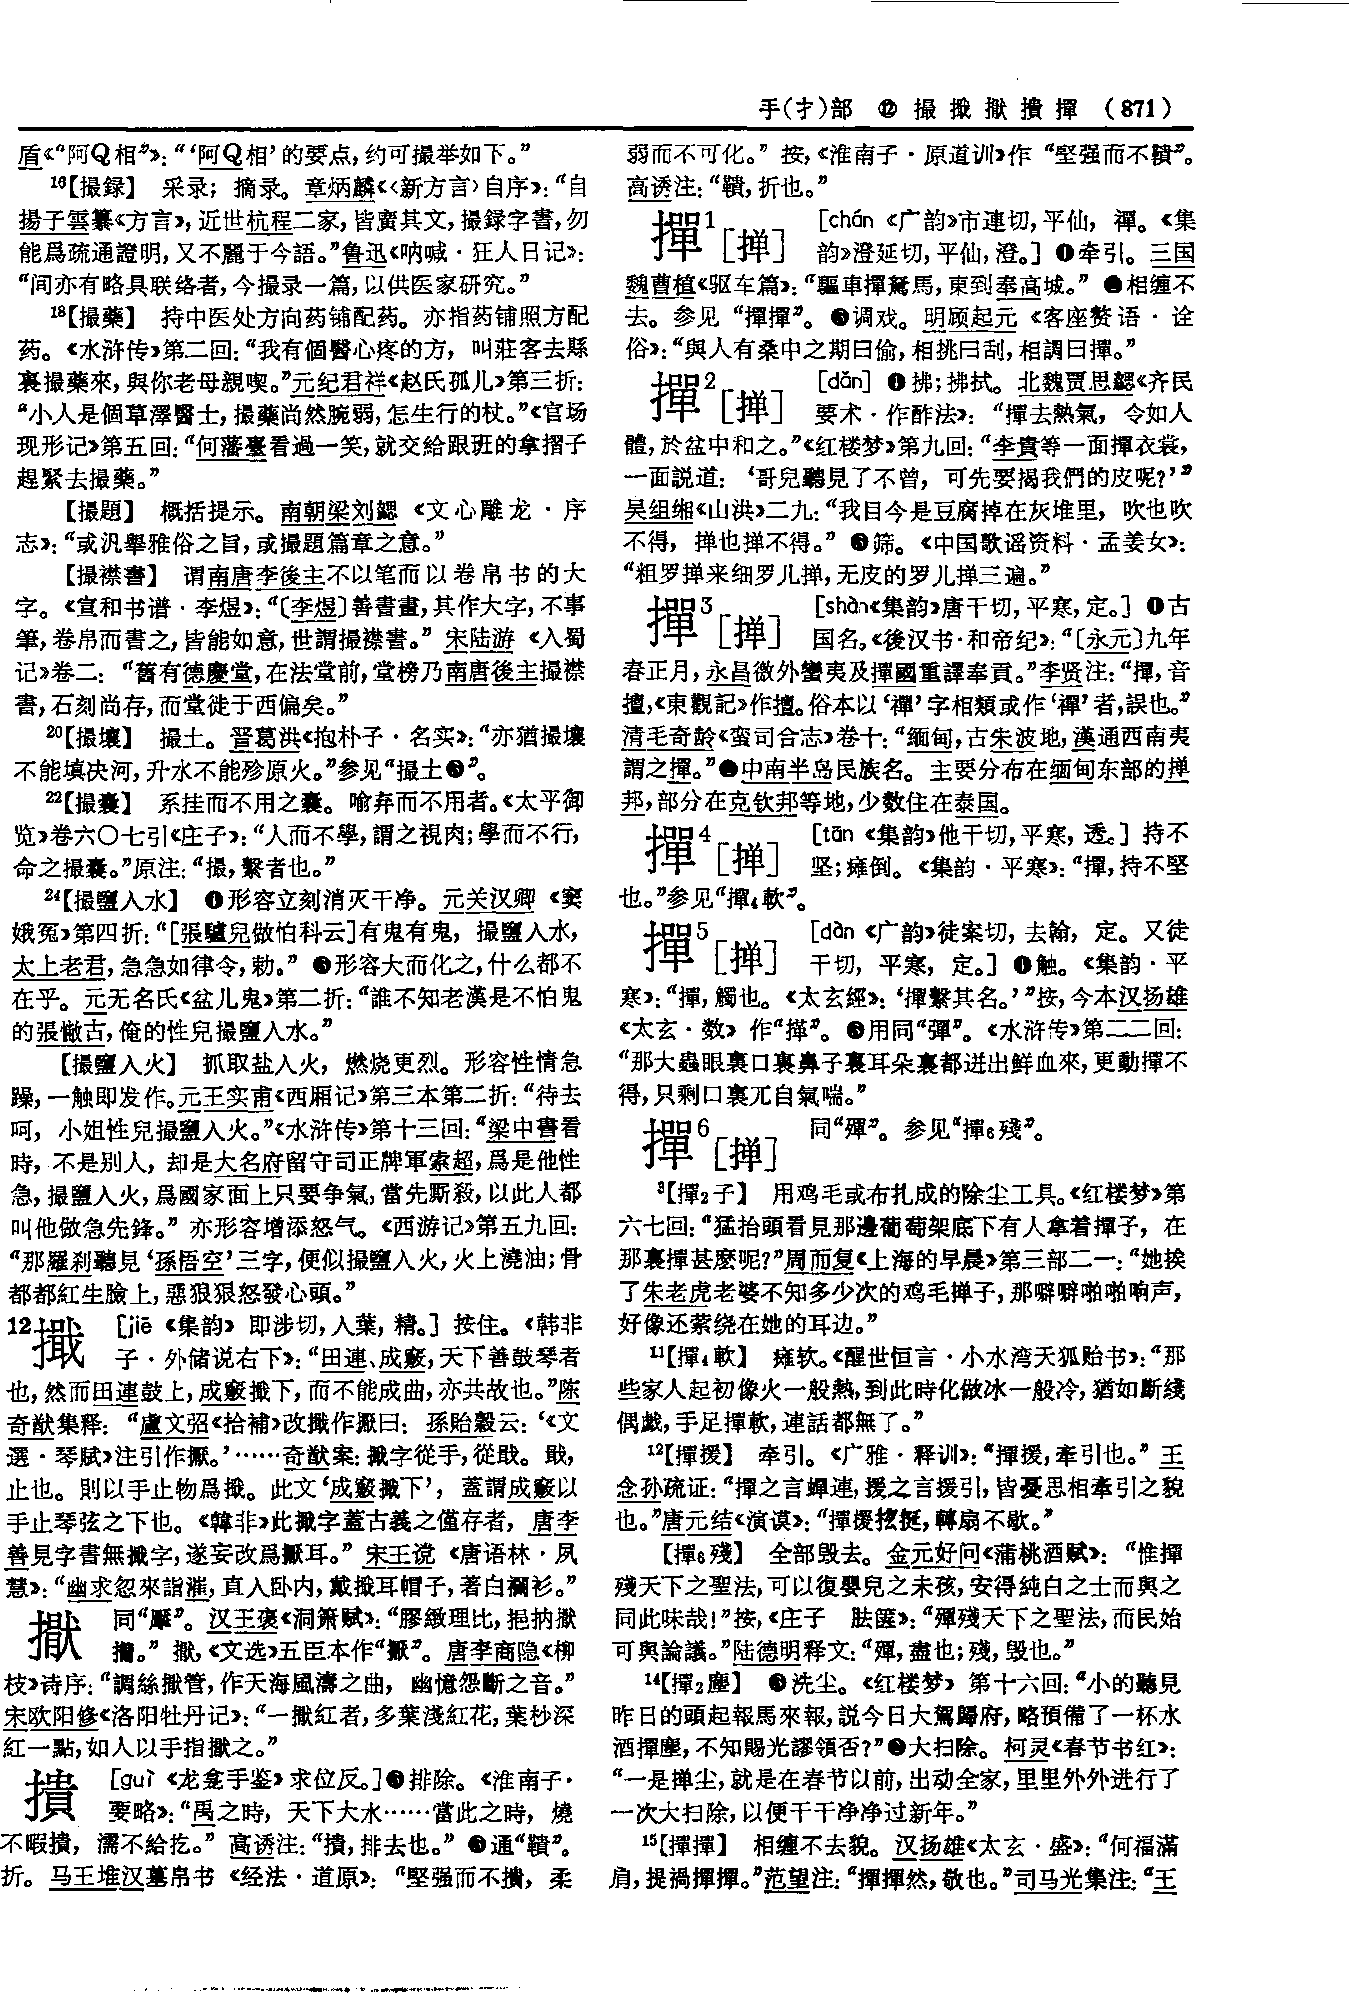 手(扌)部 ⑫ 撮 擮 㩌 撌 撣 (871)
盾《“阿Q相”》：“‘阿Q相’的要点，约可撮举如下。”
16【撮録】 采录；摘录。章炳麟《〈新方言〉自序》：“自
揚子雲纂《方言》，近世杭程二家，皆廣其文，撮録字書，勿
能爲疏通證明，又不麗于今語。”鲁迅《呐喊·狂人日记》：
“间亦有略具联络者，今撮录一篇，以供医家研究。”
18【撮藥】 持中医处方向药铺配药。亦指药铺照方配
药。《水浒传》第二回：“我有個醫心疼的方，叫莊客去縣
裏撮藥來，與你老母親喫。”元纪君祥《赵氏孤儿》第三折：
“小人是個草澤醫士，撮藥尚然腕弱，怎生行的杖。”《官场
现形记》第五回：“何藩臺看過一笑，就交給跟班的拿摺子
趕緊去撮藥。”
【撮題】 概括提示。南朝梁刘勰《文心雕龙·序
志》：“或汎舉雅俗之旨，或撮題篇章之意。”
【撮襟書】 谓南唐李後主不以笔而以卷帛书的大
字。《宣和书谱·李煜》：“〔李煜〕善書畫，其作大字，不事
筆，卷帛而書之，皆能如意，世謂撮襟書。” 宋陆游《入蜀
记》卷二：“舊有德慶堂，在法堂前，堂榜乃南唐後主撮襟
書，石刻尚存，而堂徙于西偏矣。”
20【撮壤】 撮土。晋葛洪《抱朴子·名实》：“亦猶撮壤
不能填决河，升水不能殄原火。”参见“撮土❸”。
22【撮囊】 系挂而不用之囊。喻弃而不用者。《太平御
览》卷六〇七引《庄子》：“人而不學，謂之視肉；學而不行，
命之撮囊。”原注：“撮，繫者也。”
24【撮鹽入水】 ❶形容立刻消灭干净。元关汉卿《窦
娥冤》第四折：“[張驢兒做怕科云]有鬼有鬼，撮鹽入水，
太上老君，急急如律令，勅。” ❷形容大而化之，什么都不
在乎。元无名氏《盆儿鬼》第二折：“誰不知老漢是不怕鬼
的張㒙古，俺的性兒撮鹽入水。”
【撮鹽入火】 抓取盐入火，燃烧更烈。形容性情急
躁，一触即发作。元王实甫《西厢记》第三本第二折：“待去
呵，小姐性兒撮鹽入火。”《水浒传》第十三回：“梁中書看
時，不是别人，却是大名府留守司正牌軍索超，爲是他性
急，撮鹽入火，爲國家面上只要争氣，當先厮殺，以此人都
叫他做急先鋒。” 亦形容增添怒气。《西游记》第五九回：
“那羅刹聽見‘孫悟空’三字，便似撮鹽入火，火上澆油；骨
都都紅生臉上，惡狠狠怒發心頭。”
12擮 [jiē《集韵》即涉切，入葉，精。] 按住。《韩非
子·外储说右下》：“田連、成竅，天下善鼓琴者
也，然而田連鼓上，成竅擮下，而不能成曲，亦共故也。”陈
奇猷集释：“盧文弨《拾補》改擮作擫曰：孫貽穀云：‘《文
選·琴賦》注引作擫。’……奇猷案：擮字從手，從戢。戢，
止也。則以手止物爲擮。此文‘成竅擮下’，蓋謂成竅以
手止琴弦之下也。《韓非》此擮字蓋古義之僅存者，唐李
善見字書無擮字，遂妄改爲擫耳。” 宋王谠《唐语林·夙
慧》：“幽求忽來詣灌，直入卧内，戴擮耳帽子，著白襴衫。”
㩌 同“擪”。汉王褒《洞箫赋》：“膠緻理比，挹抐㩌
㩎。” 㩌，《文选》五臣本作“擫”。唐李商隐《柳
枝》诗序：“調絲㩌管，作天海風濤之曲，幽憶怨斷之音。”
宋欧阳修《洛阳牡丹记》：“一㩌紅者，多葉淺紅花，葉杪深
紅一點，如人以手指㩌之。”
撌 [guì《龙龛手鉴》求位反。]❶排除。《淮南子·
要略》：“禹之時，天下大水……當此之時，燒
不暇撌，濡不給扢。” 高诱注：“撌，排去也。” ❷通“鞼”。
折。马王堆汉墓帛书《经法·道原》：“堅强而不撌，柔
弱而不可化。”按，《淮南子·原道训》作“堅强而不鞼”。
高诱注：“鞼，折也。”
撣1［掸］ [chán《广韵》市連切，平仙，禪。《集
韵》澄延切，平仙，澄。] ❶牵引。三国
魏曹植《驱车篇》：“驅車撣駑馬，東到奉高城。” ❷相缠不
去。参见“撣撣”。❸调戏。明顾起元《客座赘语·诠
俗》：“與人有桑中之期曰偷，相挑曰刮，相調曰撣。”
撣2［掸］ [dǎn] ❶拂；拂拭。北魏贾思勰《齐民
要术·作酢法》：“撣去熱氣，令如人
體，於盆中和之。”《红楼梦》第九回：“李貴等一面撣衣裳，
一面説道：‘哥兒聽見了不曾，可先要揭我們的皮呢？’”
吴组缃《山洪》二九：“我目今是豆腐掉在灰堆里，吹也吹
不得，掸也掸不得。” ❷筛。《中国歌谣资料·孟姜女》：
“粗罗掸来细罗儿掸，无皮的罗儿掸三遍。”
撣3［掸］ [shàn《集韵》唐干切，平寒，定。] ❶古
国名。《後汉书·和帝纪》：“〔永元〕九年
春正月，永昌徼外蠻夷及撣國重譯奉貢。”李贤注：“撣，音
擅，《東觀記》作擅。俗本以‘禪’字相類或作‘禪’者，誤也。”
清毛奇龄《蛮司合志》卷十：“缅甸，古朱波地，漢通西南夷
謂之撣。”❷中南半岛民族名。主要分布在缅甸东部的掸
邦，部分在克钦邦等地，少数住在泰国。
撣4［掸］ [tān《集韵》他干切，平寒，透。] 持不
坚；瘫倒。《集韵·平寒》：“撣，持不堅
也。”参见“撣4軟”。
撣5［掸］ [dàn《广韵》徒案切，去翰，定。又徒
干切，平寒，定。] ❶触。《集韵·平
寒》：“撣，觸也。《太玄經》：‘撣繫其名。’”按，今本汉扬雄
《太玄·数》作“撢”。❷用同“彈”。《水浒传》第二三回：
“那大蟲眼裏口裏鼻子裏耳朵裏都迸出鲜血來，更動撣不
得，只剩口裏兀自氣喘。”
撣6［掸］ 同“殫”。参见“撣6殘”。
3【撣2子】 用鸡毛或布扎成的除尘工具。《红楼梦》第
六七回：“猛抬頭看見那邊葡萄架底下有人拿着撣子，在
那裏撣甚麽呢？”周而复《上海的早晨》第三部二一：“她挨
了朱老虎老婆不知多少次的鸡毛掸子，那噼噼啪啪响声，
好像还萦绕在她的耳边。”
11【撣4軟】 瘫软。《醒世恒言·小水湾天狐贻书》：“那
些家人起初像火一般熱，到此時化做冰一般冷，猶如斷綫
偶戲，手足撣軟，連話都無了。”
12【撣援】 牵引。《广雅·释训》：“撣援，牽引也。” 王
念孙疏证：“撣之言蟬連，援之言援引，皆憂思相牽引之貌
也。”唐元结《演谟》：“撣援挖挻，轉扇不歇。”
【撣6殘】 全部毁去。金元好问《蒲桃酒赋》：“惟撣
殘天下之聖法，可以復嬰兒之未孩，安得純白之士而與之
同此味哉！”按，《庄子 胠篋》：“殫殘天下之聖法，而民始
可與論議。”陆德明释文：“殫，盡也；殘，毁也。”
14【撣2塵】 ❶洗尘。《红楼梦》第十六回：“小的聽見
昨日的頭起報馬來報，説今日大駕歸府，略預備了一杯水
酒撣塵，不知賜光謬領否？”❷大扫除。柯灵《春节书红》：
“一是掸尘，就是在春节以前，出动全家，里里外外进行了
一次大扫除，以便干干净净过新年。”
15【撣撣】 相缠不去貌。汉扬雄《太玄·盛》：“何福滿
肩，提禍撣撣。”范望注：“撣撣然，敬也。”司马光集注：“王